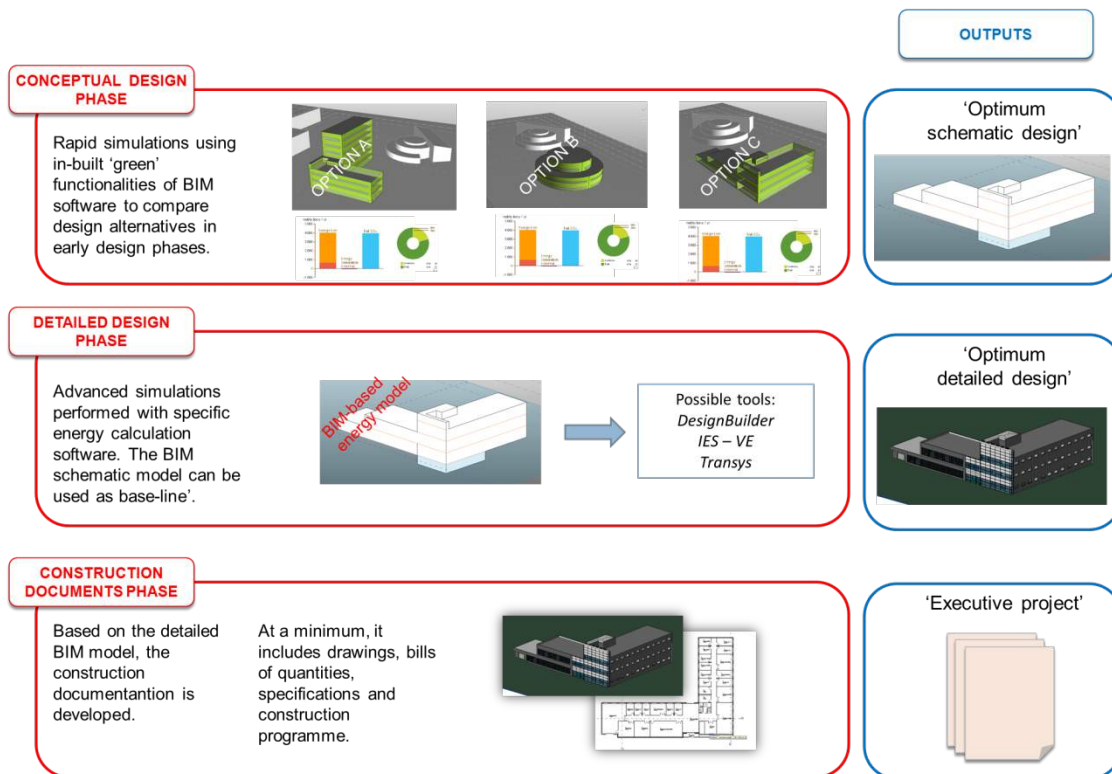 OUTPUTS
CONCEPTUAL DESIGN
PHASE
Rapid simulations using
in-built ‘green’
functionalities of BIM
software to compare
design alternatives in
early design phases.
OPTION A
OPTION B
OPTION C
‘Optimum
schematic design’
DETAILED DESIGN
PHASE
Advanced simulations
performed with specific
energy calculation
software. The BIM
schematic model can be
used as base-line’.
BIM-based
energy model
Possible tools:
DesignBuilder
IES – VE
Transys
‘Optimum
detailed design’
CONSTRUCTION
DOCUMENTS PHASE
Based on the detailed
BIM model, the
construction
documentantion is
developed.
At a minimum, it
includes drawings, bills
of quantities,
specifications and
construction
programme.
‘Executive project’